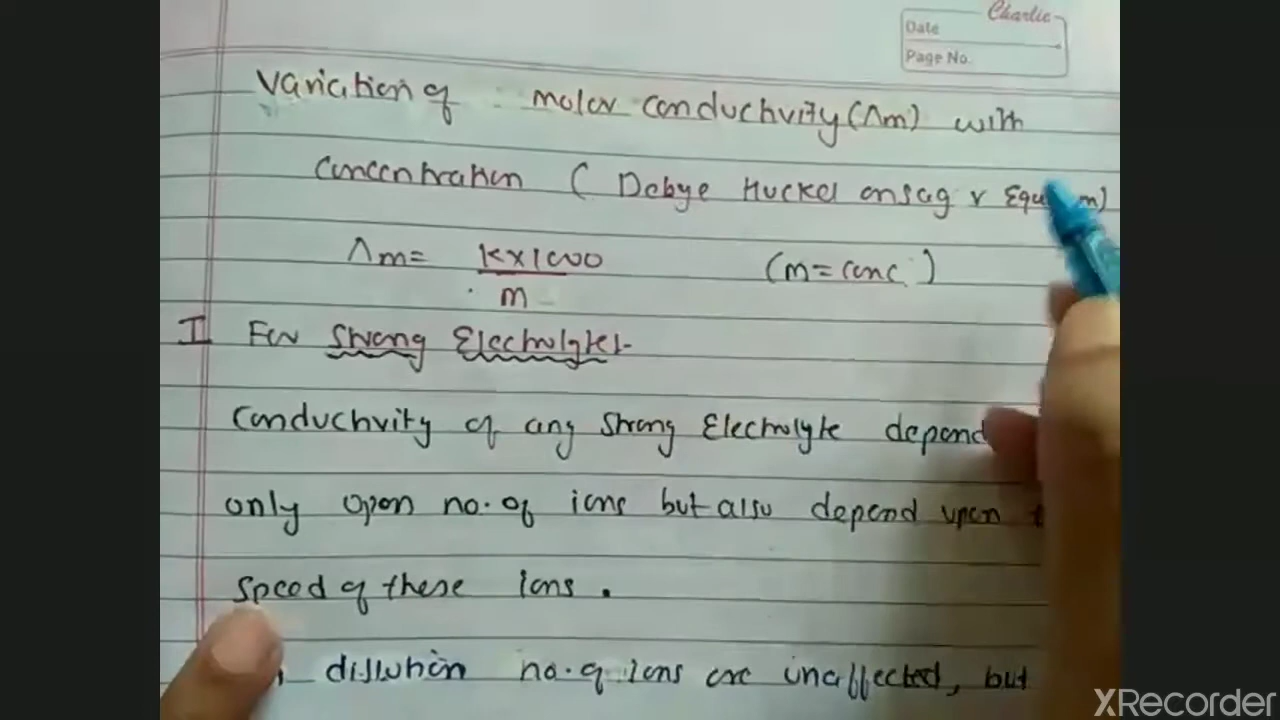 Charlie
Date
Page No.
Variation of molar conductivity (Λm) with
concentration ( Debye Huckel onsag r Equ
Λm = K×1000
m
(m = conc.)
I For Strong Electrolytes-
Conductivity of any strong Electrolyte depend
only upon no. of ions but also depend upon
speed of these Ions.
dillution no. of ions are unaffected, but
XRecorder